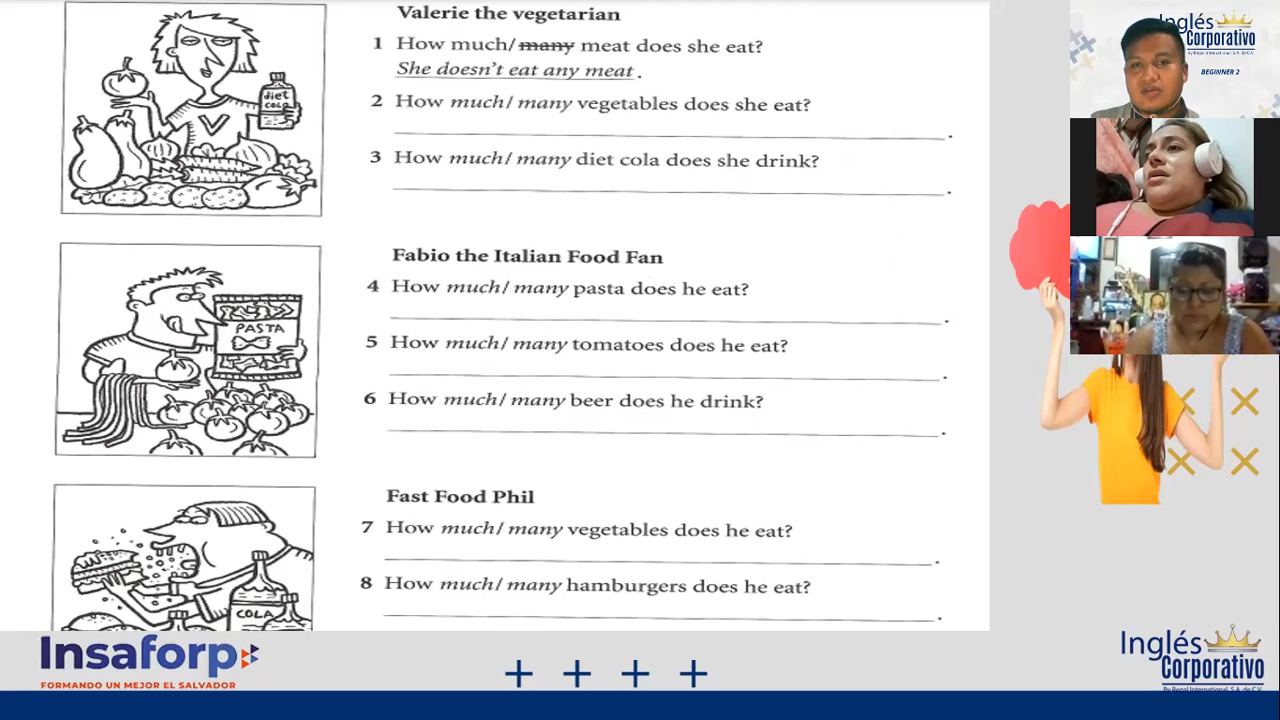 Valerie the vegetarian
1 How much/ many meat does she eat?
She doesn't eat any meat.
2 How much/ many vegetables does she eat?
3 How much/ many diet cola does she drink?
diet
cola
Fabio the Italian Food Fan
4 How much/ many pasta does he eat?
PASTA
5 How much/ many tomatoes does he eat?
6 How much/ many beer does he drink?
Fast Food Phil
7 How much/ many vegetables does he eat?
8 How much/ many hamburgers does he eat?
COLA
Inglés
Corporativo
By Regal International, S.A. de C.V.
BEGINNER 2
Insaforp
FORMANDO UN MEJOR EL SALVADOR
Inglés
Corporativo
By Regal International, S.A. de C.V.